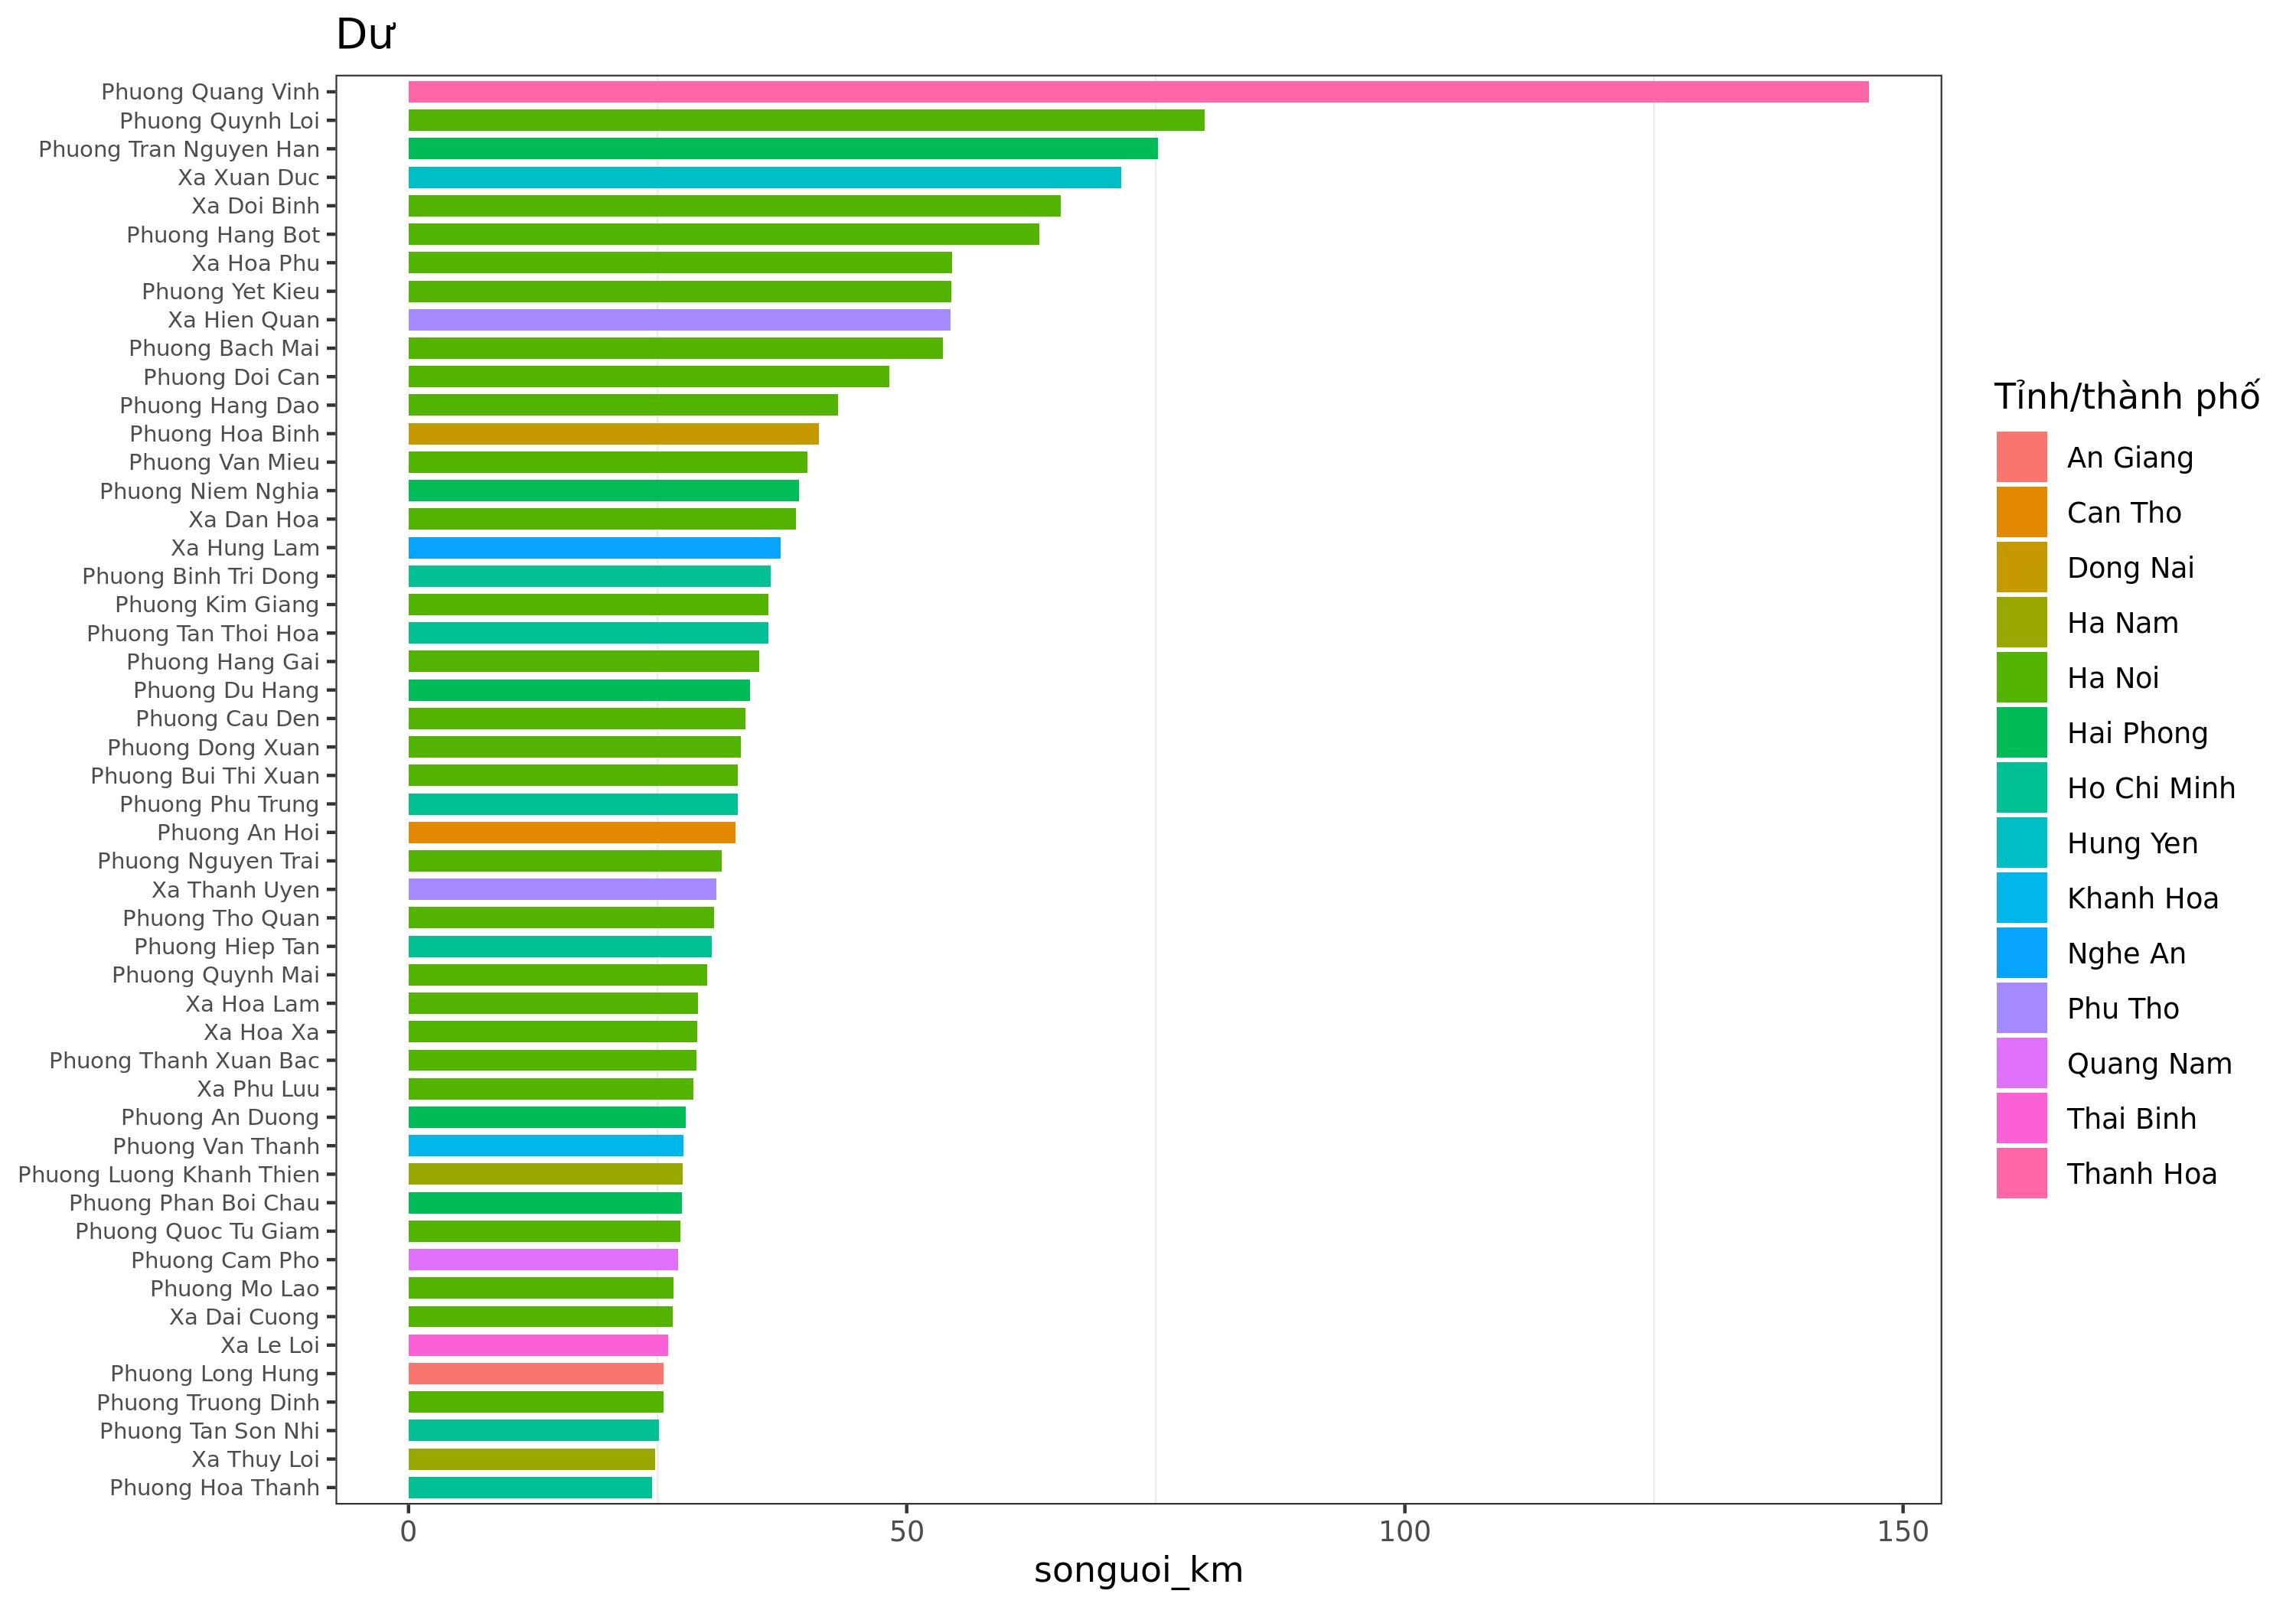 Dư
Phuong Quang Vinh
Phuong Quynh Loi
Phuong Tran Nguyen Han
Xa Xuan Duc
Xa Doi Binh
Phuong Hang Bot
Xa Hoa Phu
Phuong Yet Kieu
Xa Hien Quan
Phuong Bach Mai
Phuong Doi Can
Phuong Hang Dao
Phuong Hoa Binh
Phuong Van Mieu
Phuong Niem Nghia
Xa Dan Hoa
Xa Hung Lam
Phuong Binh Tri Dong
Phuong Kim Giang
Phuong Tan Thoi Hoa
Phuong Hang Gai
Phuong Du Hang
Phuong Cau Den
Phuong Dong Xuan
Phuong Bui Thi Xuan
Phuong Phu Trung
Phuong An Hoi
Phuong Nguyen Trai
Xa Thanh Uyen
Phuong Tho Quan
Phuong Hiep Tan
Phuong Quynh Mai
Xa Hoa Lam
Xa Hoa Xa
Phuong Thanh Xuan Bac
Xa Phu Luu
Phuong An Duong
Phuong Van Thanh
Phuong Luong Khanh Thien
Phuong Phan Boi Chau
Phuong Quoc Tu Giam
Phuong Cam Pho
Phuong Mo Lao
Xa Dai Cuong
Xa Le Loi
Phuong Long Hung
Phuong Truong Dinh
Phuong Tan Son Nhi
Xa Thuy Loi
Phuong Hoa Thanh
0 50 100 150
songuoi_km
Tỉnh/thành phố
An Giang
Can Tho
Dong Nai
Ha Nam
Ha Noi
Hai Phong
Ho Chi Minh
Hung Yen
Khanh Hoa
Nghe An
Phu Tho
Quang Nam
Thai Binh
Thanh Hoa